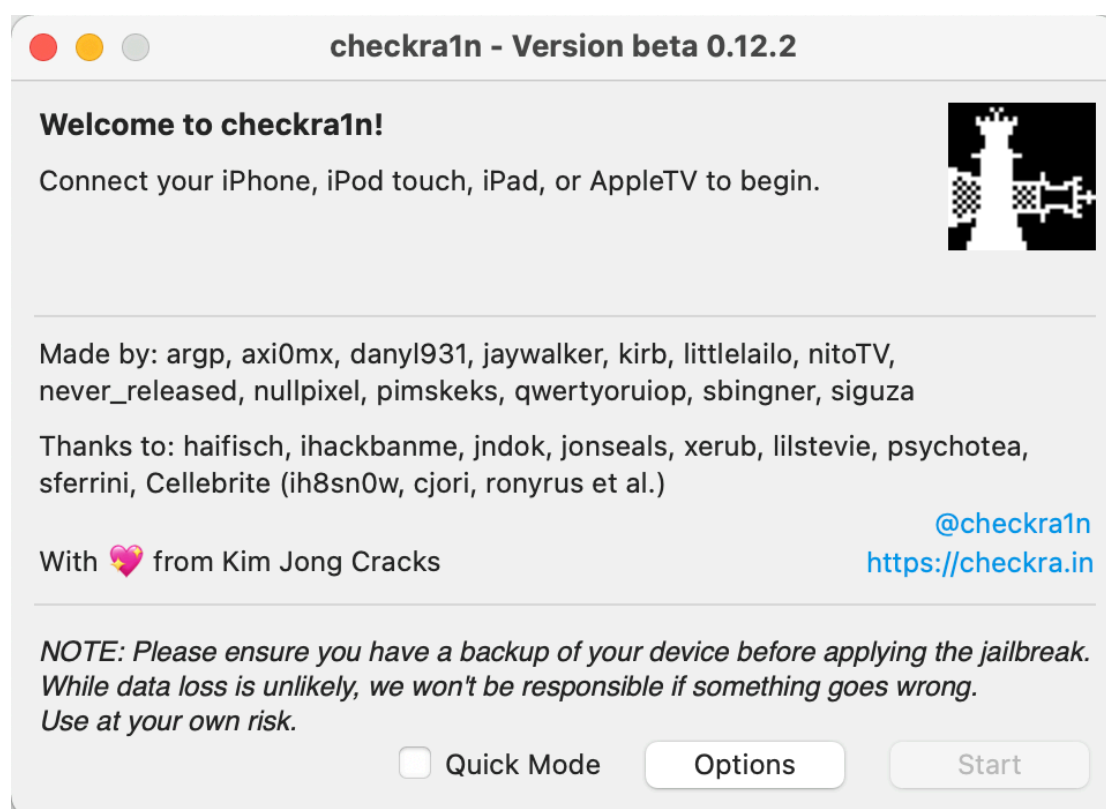 checkra1n - Version beta 0.12.2
Welcome to checkra1n!
Connect your iPhone, iPod touch, iPad, or AppleTV to begin.
Made by: argp, axi0mx, danyl931, jaywalker, kirb, littlelailo, nitoTV,
never_released, nullpixel, pimskeks, qwertyoruiop, sbingner, siguza
Thanks to: haifisch, ihackbanme, jndok, jonseals, xerub, lilstevie, psychotea,
sferrini, Cellebrite (ih8sn0w, cjori, ronyrus et al.)
@checkra1n
With 💖 from Kim Jong Cracks
https://checkra.in
NOTE: Please ensure you have a backup of your device before applying the jailbreak.
While data loss is unlikely, we won't be responsible if something goes wrong.
Use at your own risk.
Quick Mode
Options
Start